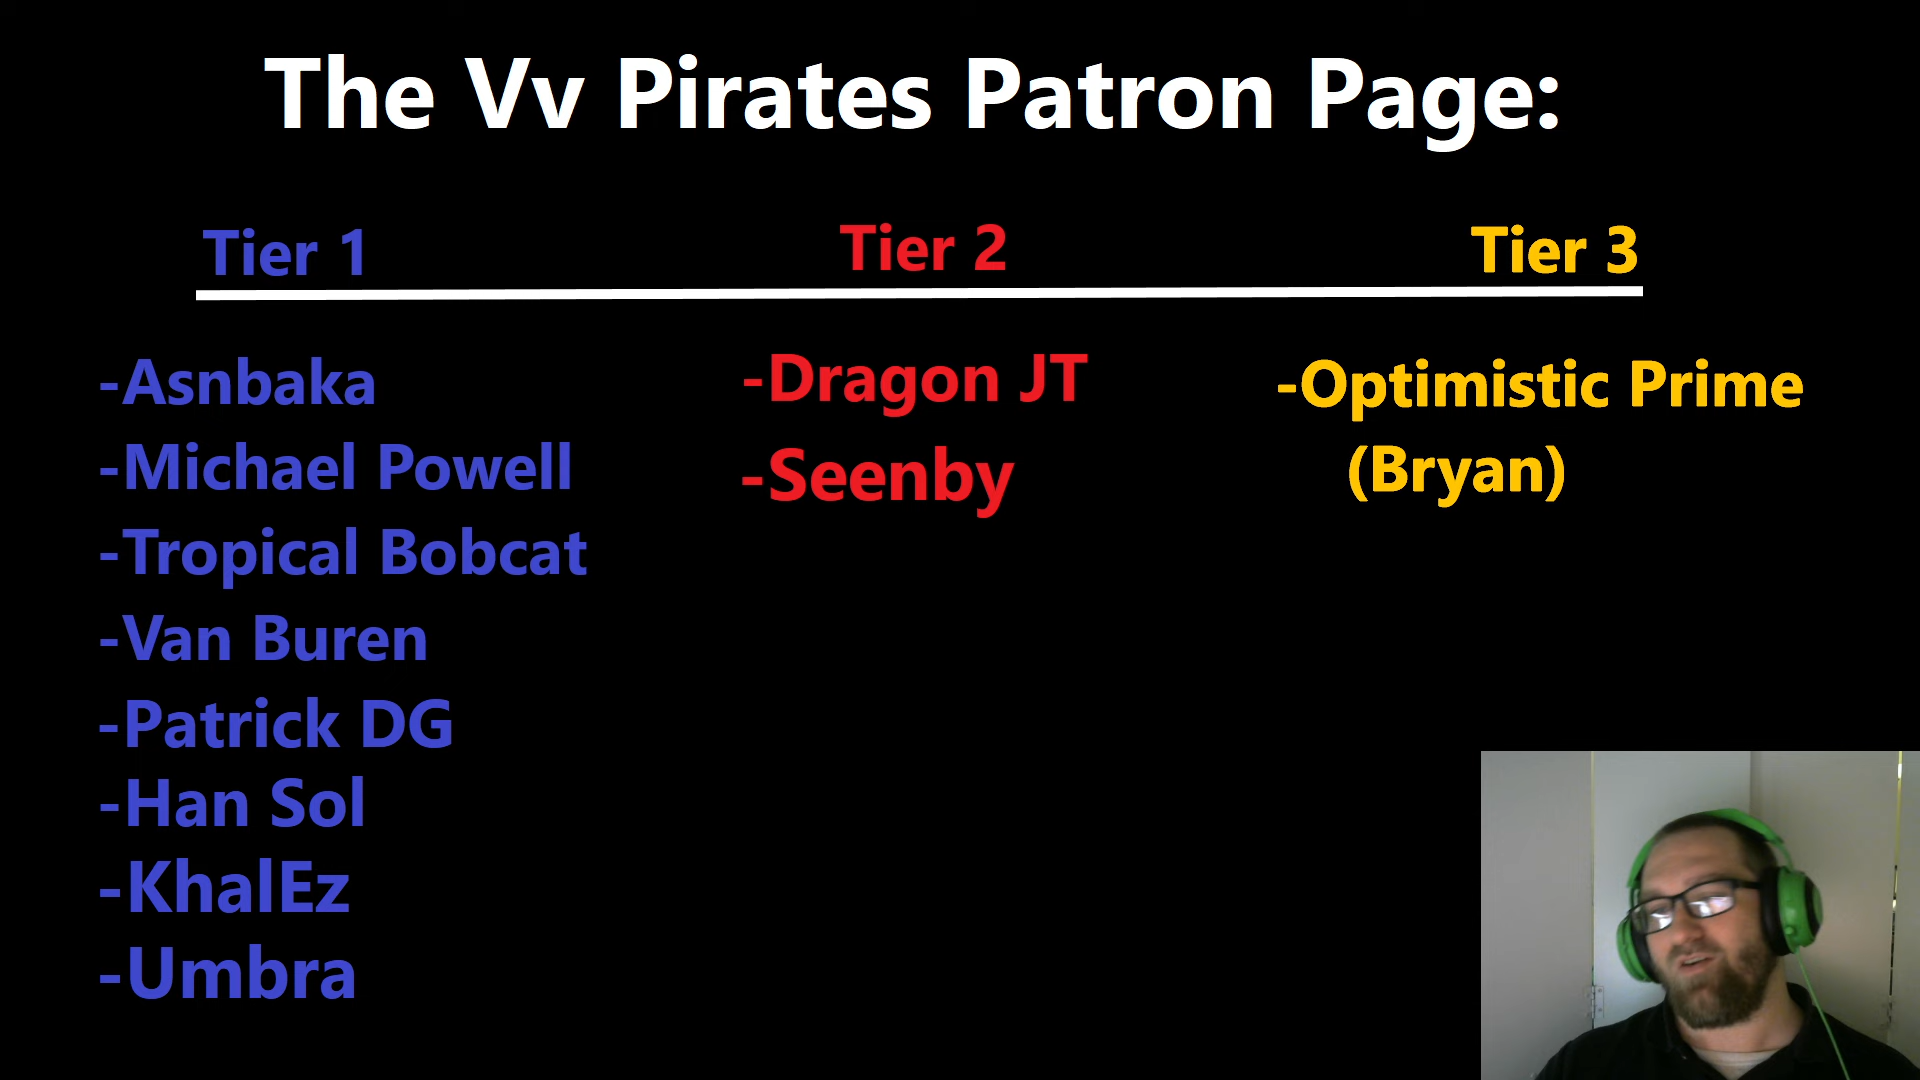 The Vv Pirates Patron Page:
Tier 1
Tier 2
Tier 3
-Asnbaka
-Michael Powell
-Tropical Bobcat
-Van Buren
-Patrick DG
-Han Sol
-KhalEz
-Umbra
-Dragon JT
-Seenby
-Optimistic Prime
(Bryan)